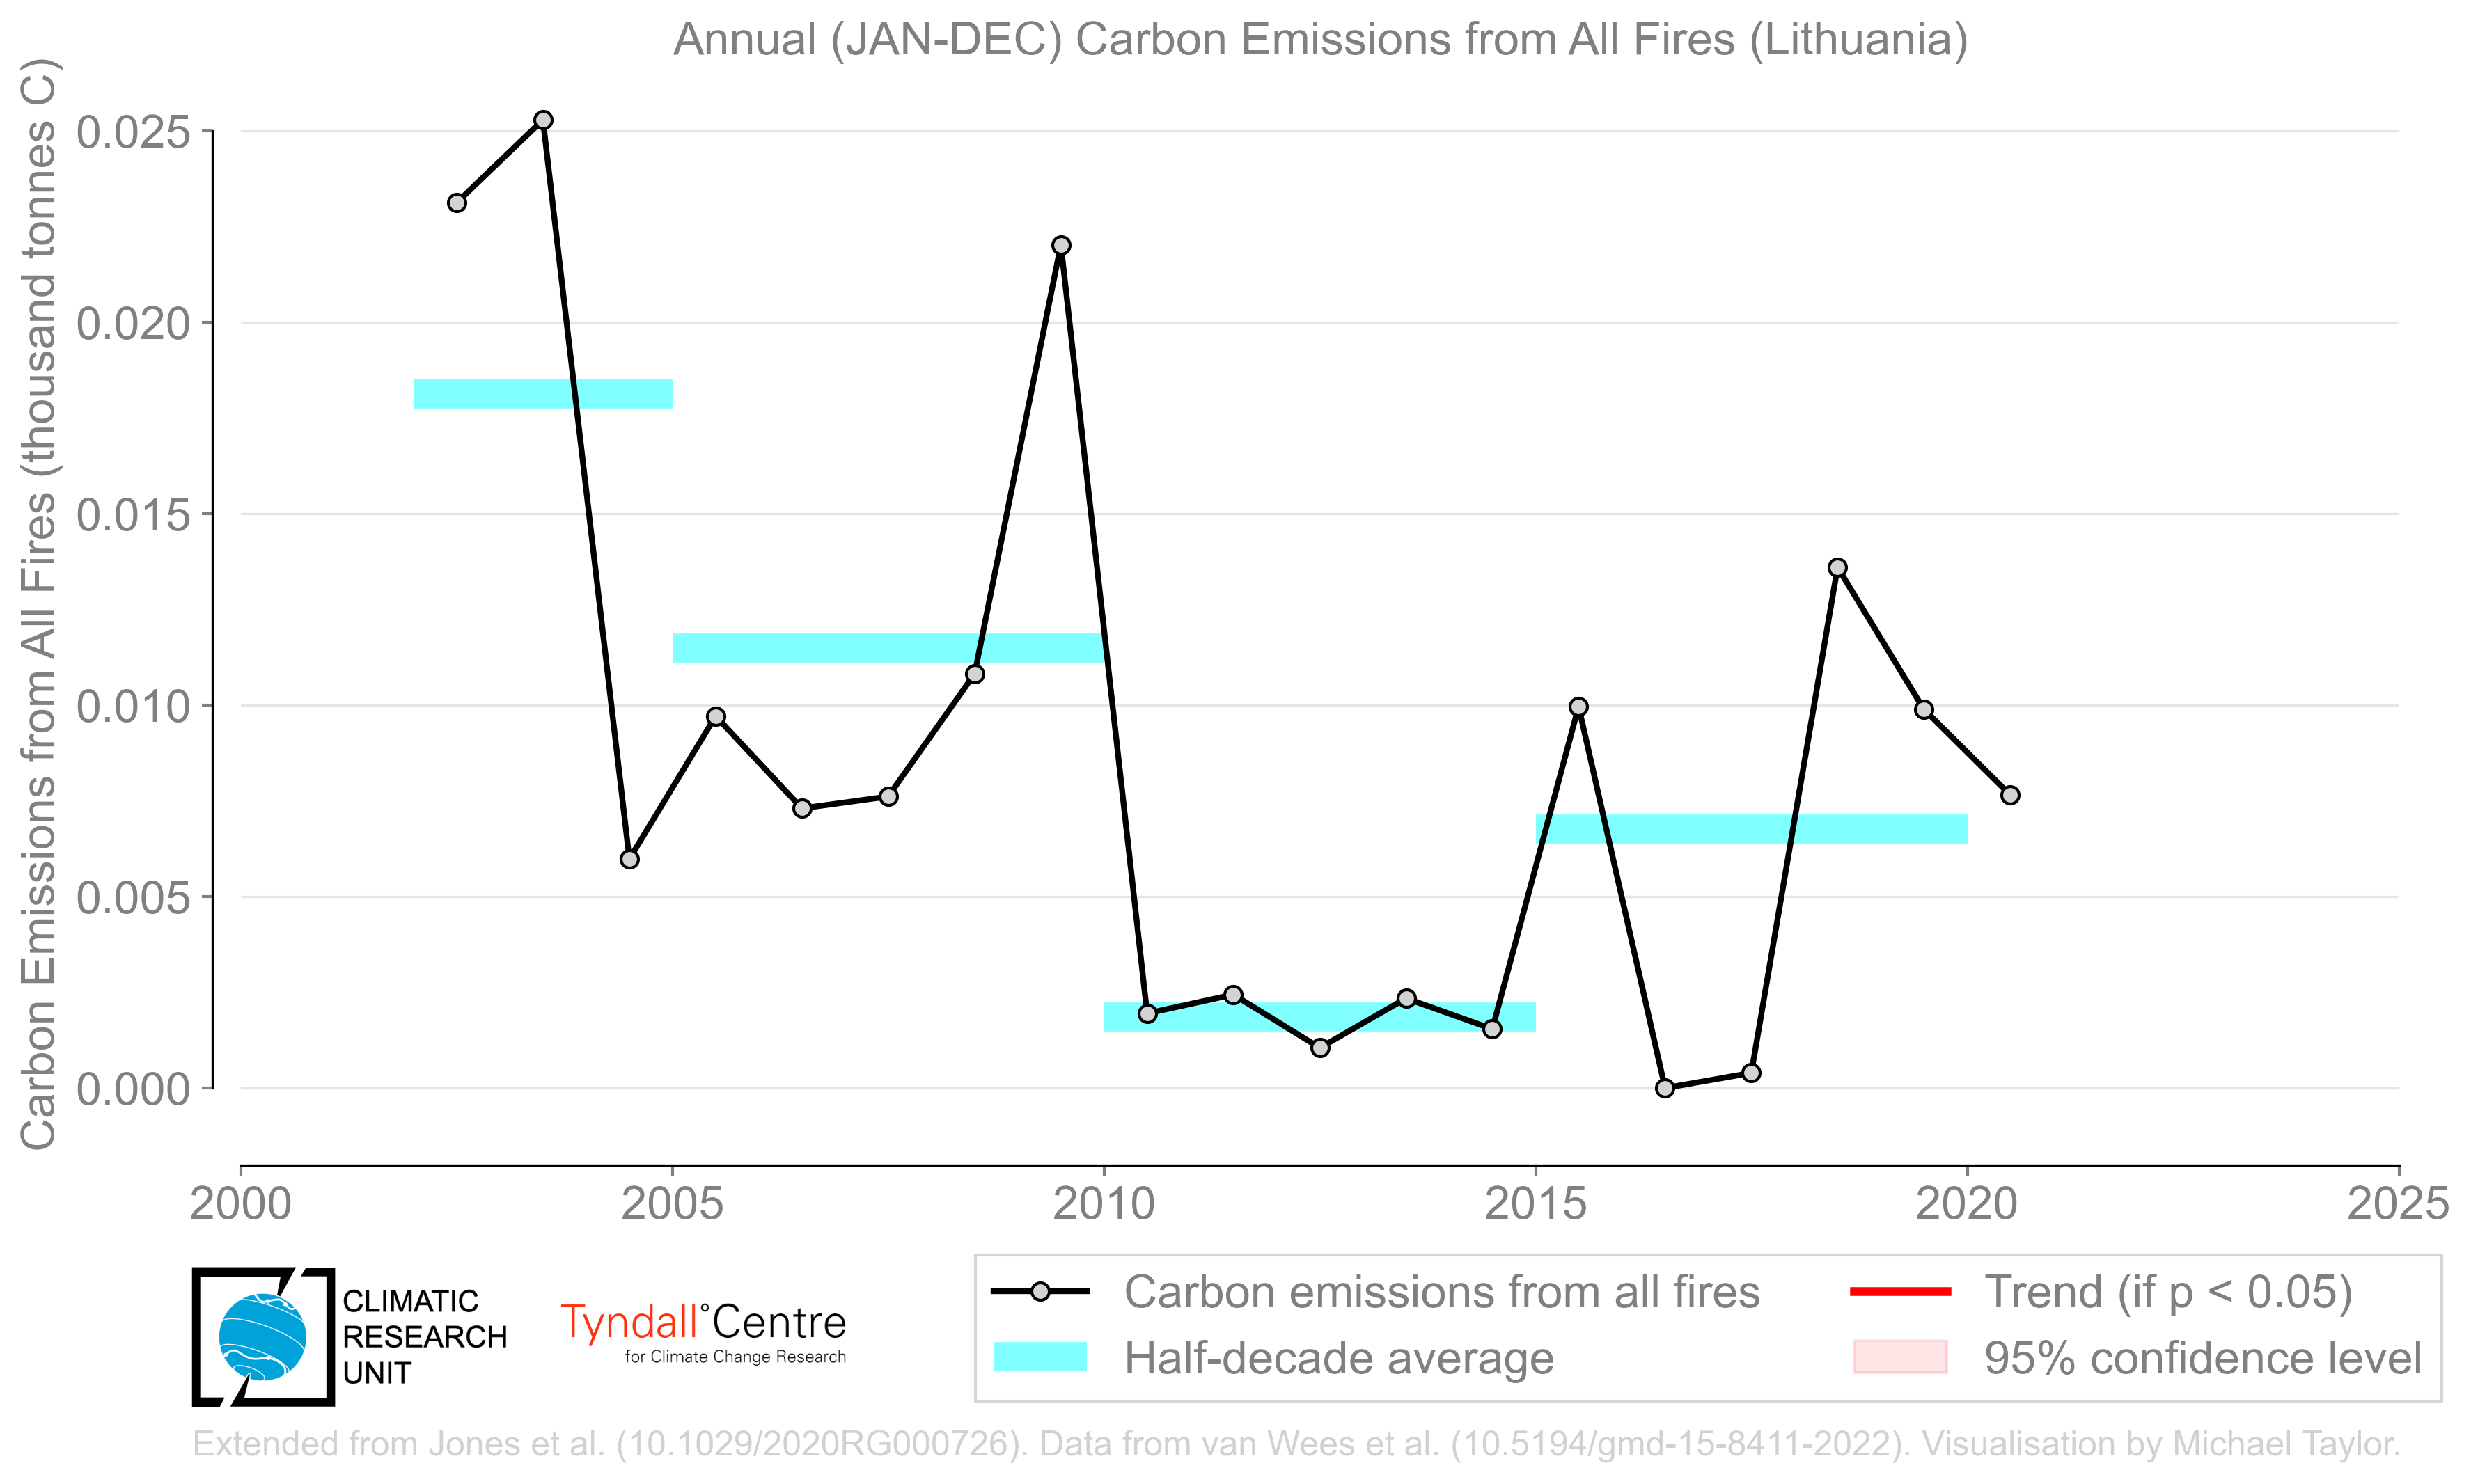 Annual (JAN-DEC) Carbon Emissions from All Fires (Lithuania)
Carbon Emissions from All Fires (thousand tonnes C)
0.025
0.020
0.015
0.010
0.005
0.000
2000 2005 2010 2015 2020 2025
CLIMATIC
RESEARCH
UNIT
Tyndall°Centre
for Climate Change Research
Carbon emissions from all fires
Half-decade average
Trend (if p < 0.05)
95% confidence level
Extended from Jones et al. (10.1029/2020RG000726). Data from van Wees et al. (10.5194/gmd-15-8411-2022). Visualisation by Michael Taylor.